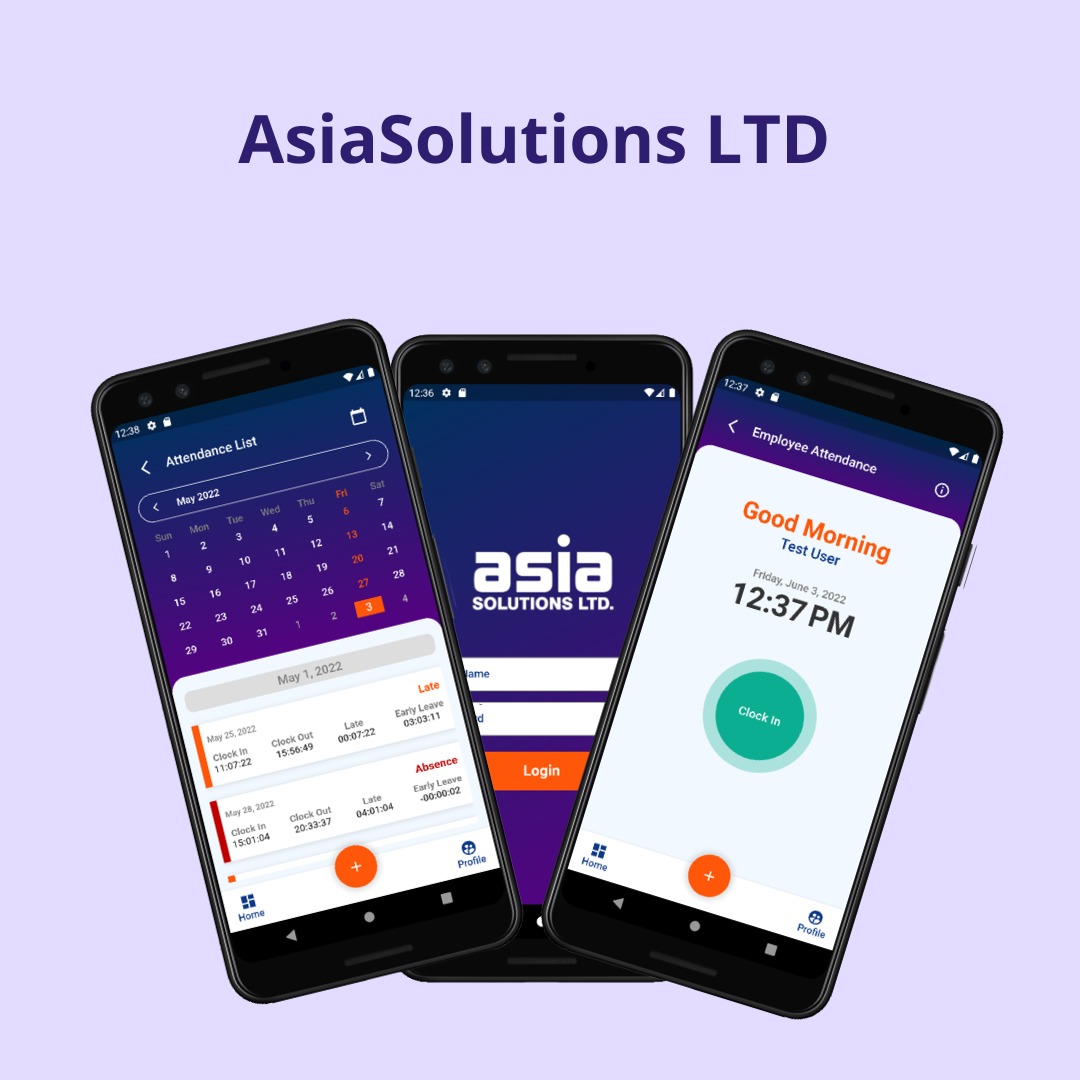 AsiaSolutions LTD
12:38
Attendance List
May 2022
Sun Mon Tue Wed Thu Fri Sat
1 2 3 4 5 6 7
8 9 10 11 12 13 14
15 16 17 18 19 20 21
22 23 24 25 26 27 28
29 30 31 1 2 3 4
May 1, 2022
Late
May 25, 2022
Clock In Clock Out Late Early Leave
11:07:22 15:56:49 00:07:22 03:03:11
Absence
May 28, 2022
Clock In Clock Out Late Early Leave
15:01:04 20:33:37 04:01:04 -00:00:02
+
Home Profile
12:36
asia
SOLUTIONS LTD.
lame
rd
Login
12:37
Employee Attendance
Good Morning
Test User
Friday, June 3, 2022
12:37 PM
Clock In
+
Home Profile